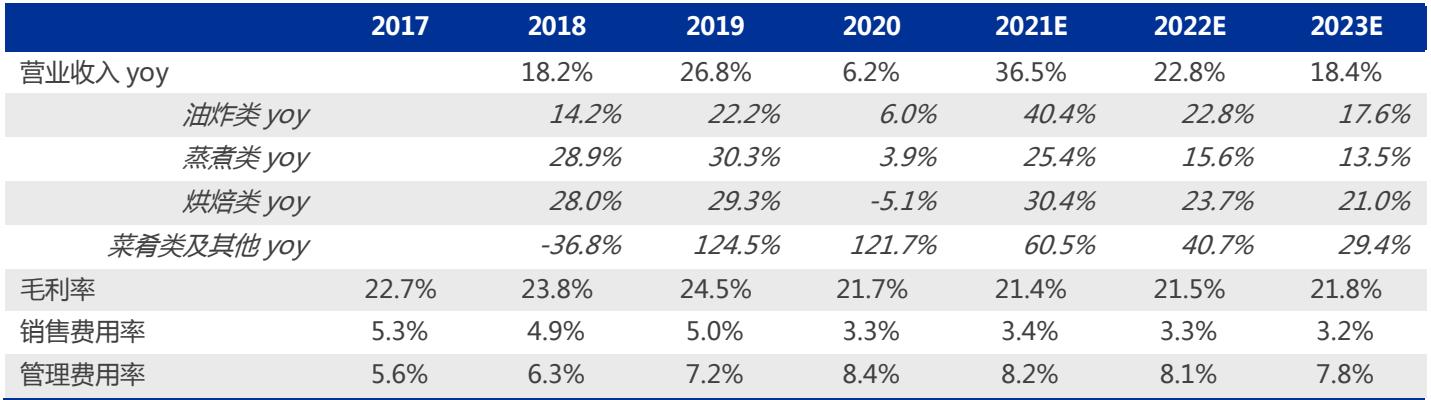 2017 2018 2019 2020 2021E 2022E 2023E
营业收入 yoy 18.2% 26.8% 6.2% 36.5% 22.8% 18.4%
油炸类 yoy 14.2% 22.2% 6.0% 40.4% 22.8% 17.6%
蒸煮类 yoy 28.9% 30.3% 3.9% 25.4% 15.6% 13.5%
烘焙类 yoy 28.0% 29.3% -5.1% 30.4% 23.7% 21.0%
菜肴类及其他 yoy -36.8% 124.5% 121.7% 60.5% 40.7% 29.4%
毛利率 22.7% 23.8% 24.5% 21.7% 21.4% 21.5% 21.8%
销售费用率 5.3% 4.9% 5.0% 3.3% 3.4% 3.3% 3.2%
管理费用率 5.6% 6.3% 7.2% 8.4% 8.2% 8.1% 7.8%